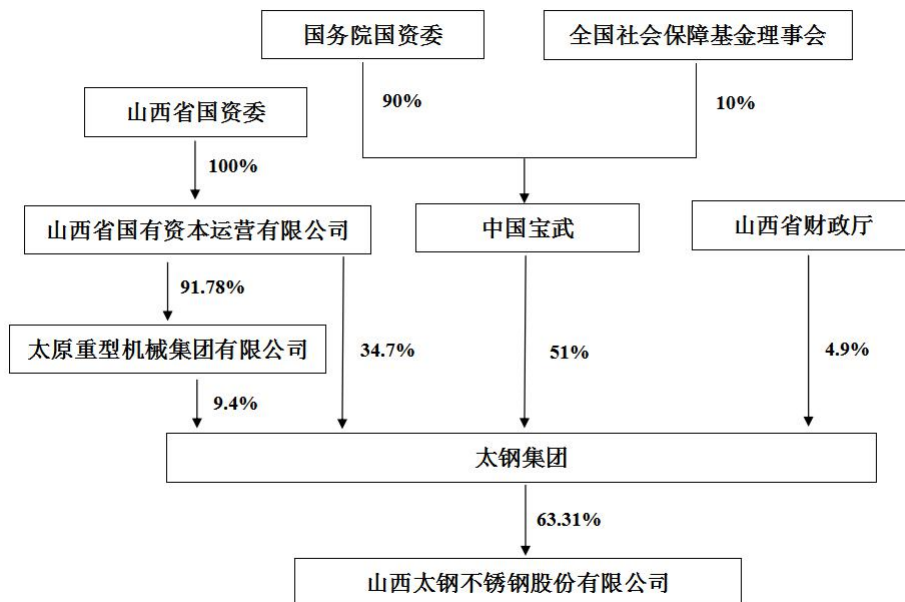 国务院国资委
全国社会保障基金理事会
90%
10%
山西省国资委
100%
山西省国有资本运营有限公司
中国宝武
山西省财政厅
91.78%
太原重型机械集团有限公司
34.7%
51%
4.9%
9.4%
太钢集团
63.31%
山西太钢不锈钢股份有限公司